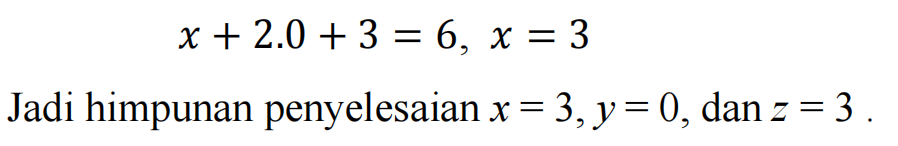 x + 2.0 + 3 = 6, x = 3
Jadi himpunan penyelesaian x = 3, y = 0, dan z = 3 .